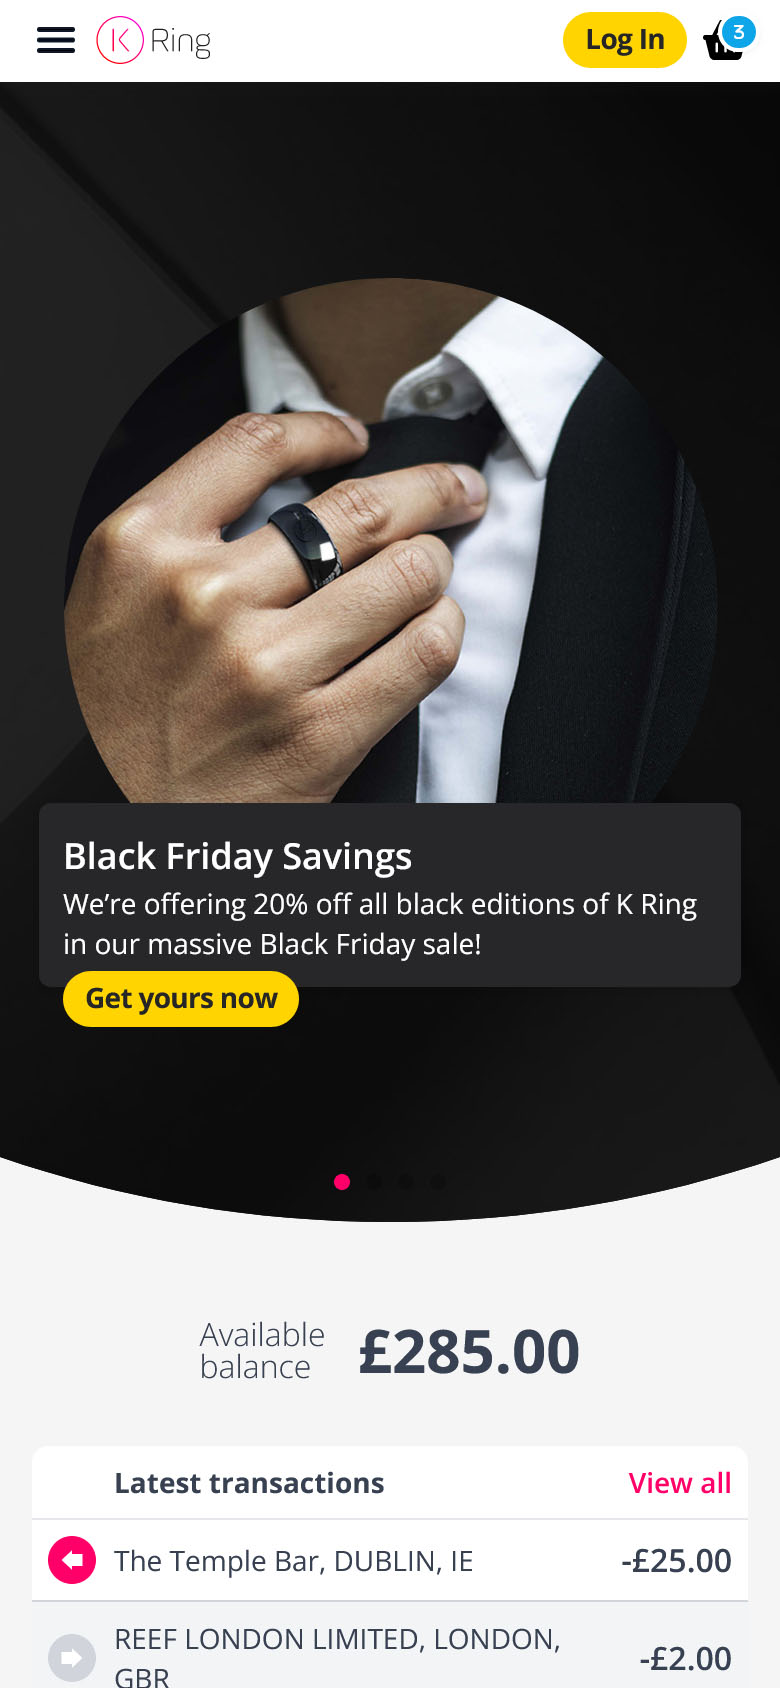 K Ring
Log In
3
Black Friday Savings
We’re offering 20% off all black editions of K Ring
in our massive Black Friday sale!
Get yours now
Available
balance
£285.00
Latest transactions
View all
The Temple Bar, DUBLIN, IE
-£25.00
REEF LONDON LIMITED, LONDON,
GBR
-£2.00